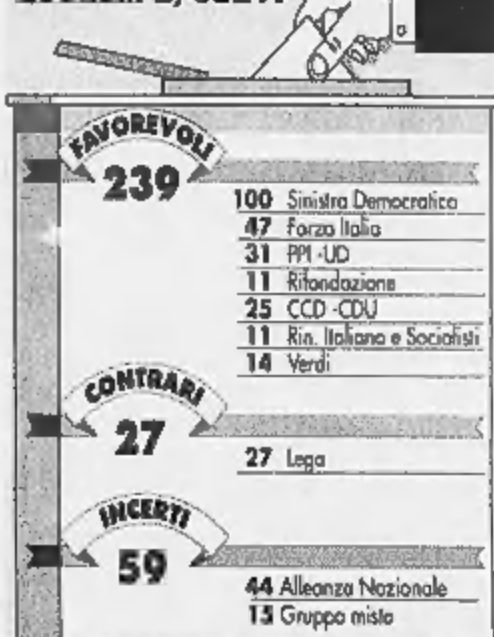 FAVOREVOLI
239
100 Sinistra Democratica
47 Forza Italia
31 PPI-UD
11 Rifondazione
25 CCD-CDU
11 Rin. Italiano e Socialisti
14 Verdi
CONTRARI
27
27 Lega
INCERTI
59
44 Alleanza Nazionale
15 Gruppo misto